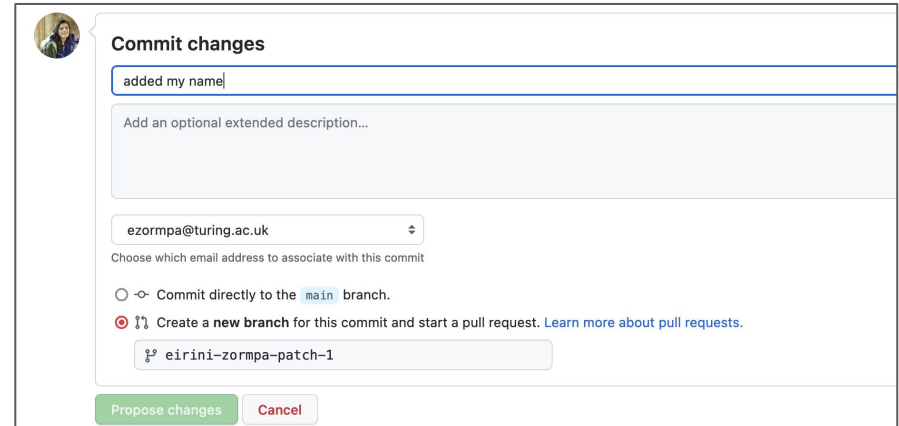 Commit changes
added my name
Add an optional extended description...
ezormpa@turing.ac.uk
Choose which email address to associate with this commit
Commit directly to the main branch.
Create a new branch for this commit and start a pull request. Learn more about pull requests.
eirini-zormpa-patch-1
Propose changes Cancel